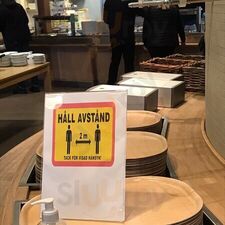 HÅLL AVSTÅND
2 m
TACK FÖR VISAD HÄNSYN!